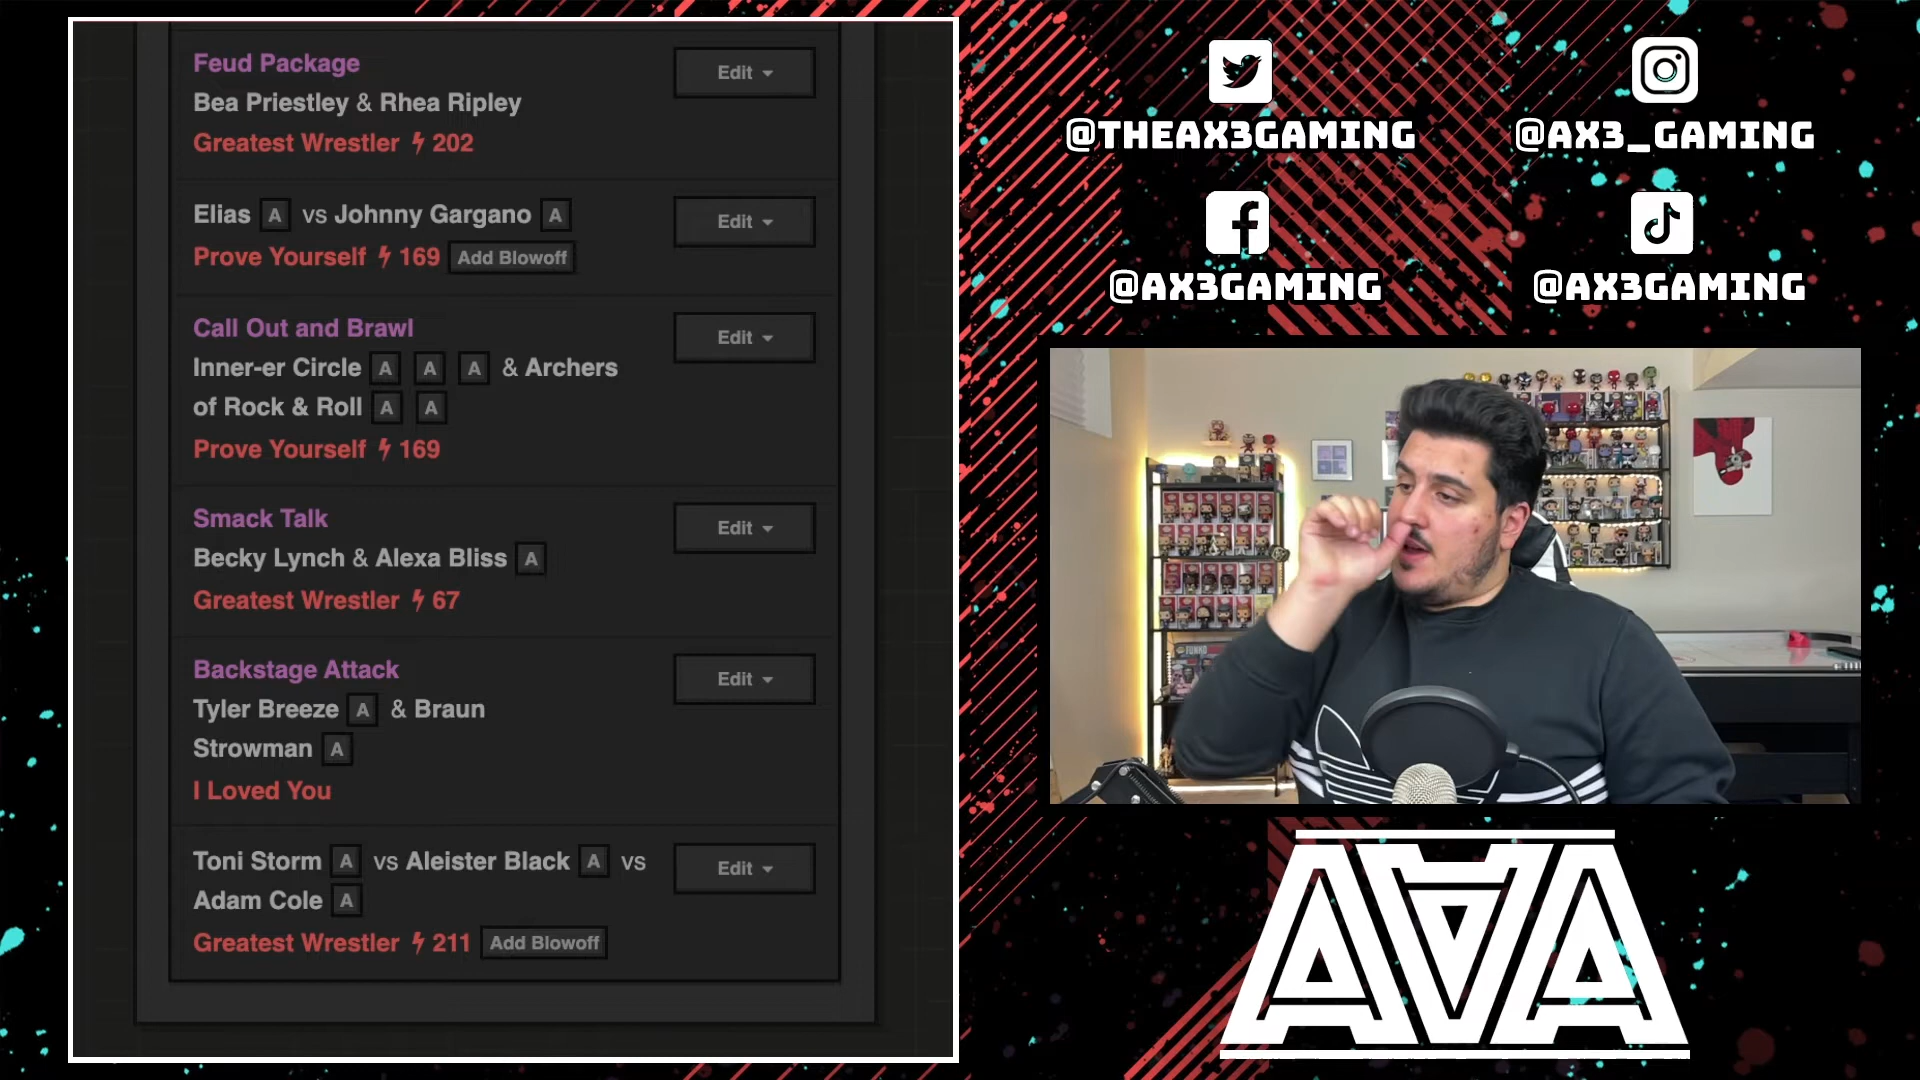 Feud Package
Edit
Bea Priestley & Rhea Ripley
Greatest Wrestler 202
Elias A vs Johnny Gargano A
Edit
Prove Yourself 169 Add Blowoff
Call Out and Brawl
Edit
Inner-er Circle A A A & Archers
of Rock & Roll A A
Prove Yourself 169
Smack Talk
Edit
Becky Lynch & Alexa Bliss A
Greatest Wrestler 67
Backstage Attack
Edit
Tyler Breeze A & Braun
Strowman A
I Loved You
Toni Storm A vs Aleister Black A vs
Edit
Adam Cole A
Greatest Wrestler 211 Add Blowoff
@THEAX3GAMING
@AX3_GAMING
@AX3GAMING
@AX3GAMING
FUNKO